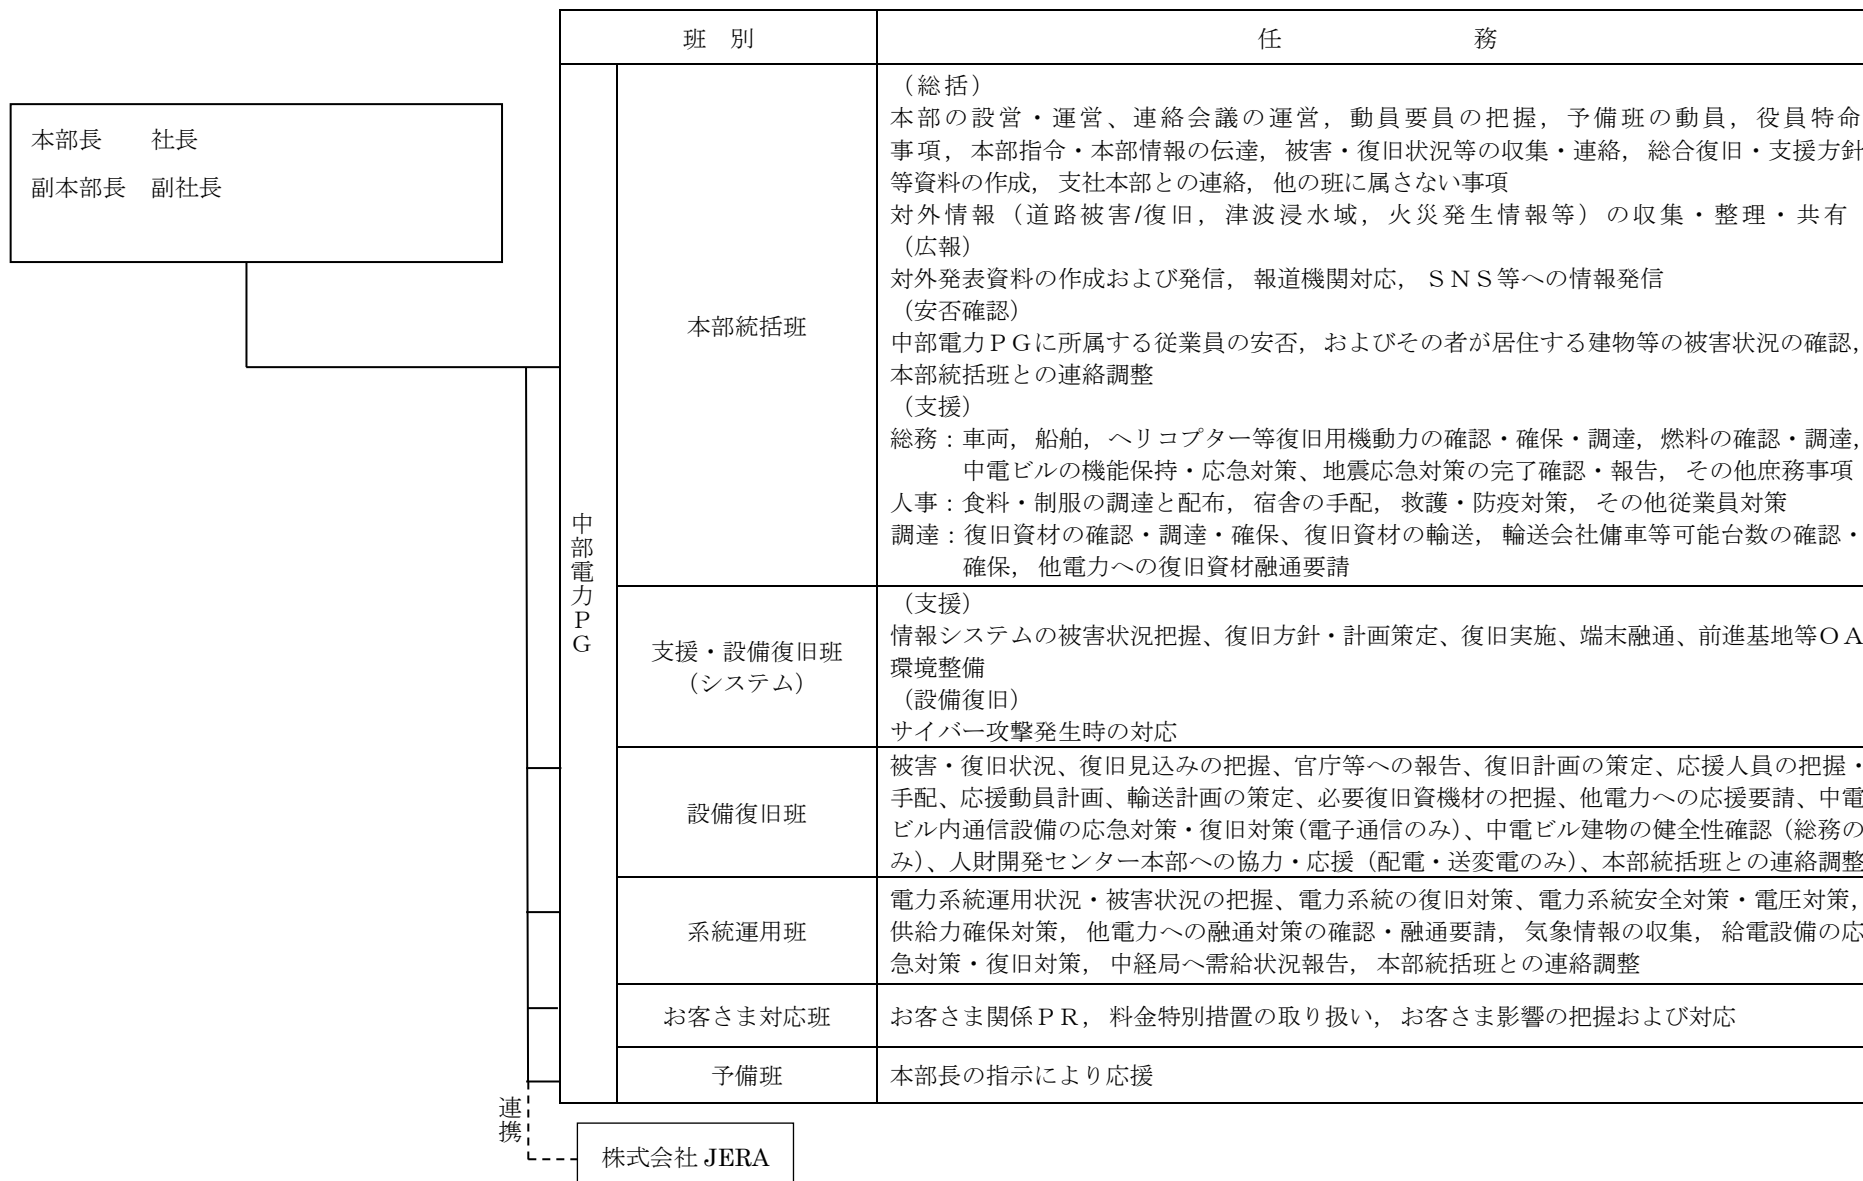 班　別
任　務
本部長　社長
副本部長　副社長
中部電力ＰＧ
本部統括班
（総括）
本部の設営・運営、連絡会議の運営，動員要員の把握，予備班の動員，役員特命
事項，本部指令・本部情報の伝達，被害・復旧状況等の収集・連絡，総合復旧・支援方針
等資料の作成，支社本部との連絡，他の班に属さない事項
対外情報（道路被害/復旧，津波浸水域，火災発生情報等）の収集・整理・共有
（広報）
対外発表資料の作成および発信，報道機関対応，ＳＮＳ等への情報発信
（安否確認）
中部電力ＰＧに所属する従業員の安否，およびその者が居住する建物等の被害状況の確認，
本部統括班との連絡調整
（支援）
総務：車両，船舶，ヘリコプター等復旧用機動力の確認・確保・調達，燃料の確認・調達，
中電ビルの機能保持・応急対策、地震応急対策の完了確認・報告，その他庶務事項
人事：食料・制服の調達と配布，宿舎の手配，救護・防疫対策，その他従業員対策
調達：復旧資材の確認・調達・確保、復旧資材の輸送，輸送会社傭車等可能台数の確認・
確保，他電力への復旧資材融通要請
支援・設備復旧班
（システム）
（支援）
情報システムの被害状況把握、復旧方針・計画策定、復旧実施、端末融通、前進基地等ＯＡ
環境整備
（設備復旧）
サイバー攻撃発生時の対応
設備復旧班
被害・復旧状況、復旧見込みの把握、官庁等への報告、復旧計画の策定、応援人員の把握・
手配、応援動員計画、輸送計画の策定、必要復旧資機材の把握、他電力への応援要請、中電
ビル内通信設備の応急対策・復旧対策(電子通信のみ)、中電ビル建物の健全性確認（総務の
み）、人財開発センター本部への協力・応援（配電・送変電のみ）、本部統括班との連絡調整
系統運用班
電力系統運用状況・被害状況の把握、電力系統の復旧対策、電力系統安全対策・電圧対策，
供給力確保対策，他電力への融通対策の確認・融通要請，気象情報の収集，給電設備の応
急対策・復旧対策，中経局へ需給状況報告，本部統括班との連絡調整
お客さま対応班
お客さま関係ＰＲ，料金特別措置の取り扱い，お客さま影響の把握および対応
予備班
本部長の指示により応援
連携
株式会社 JERA